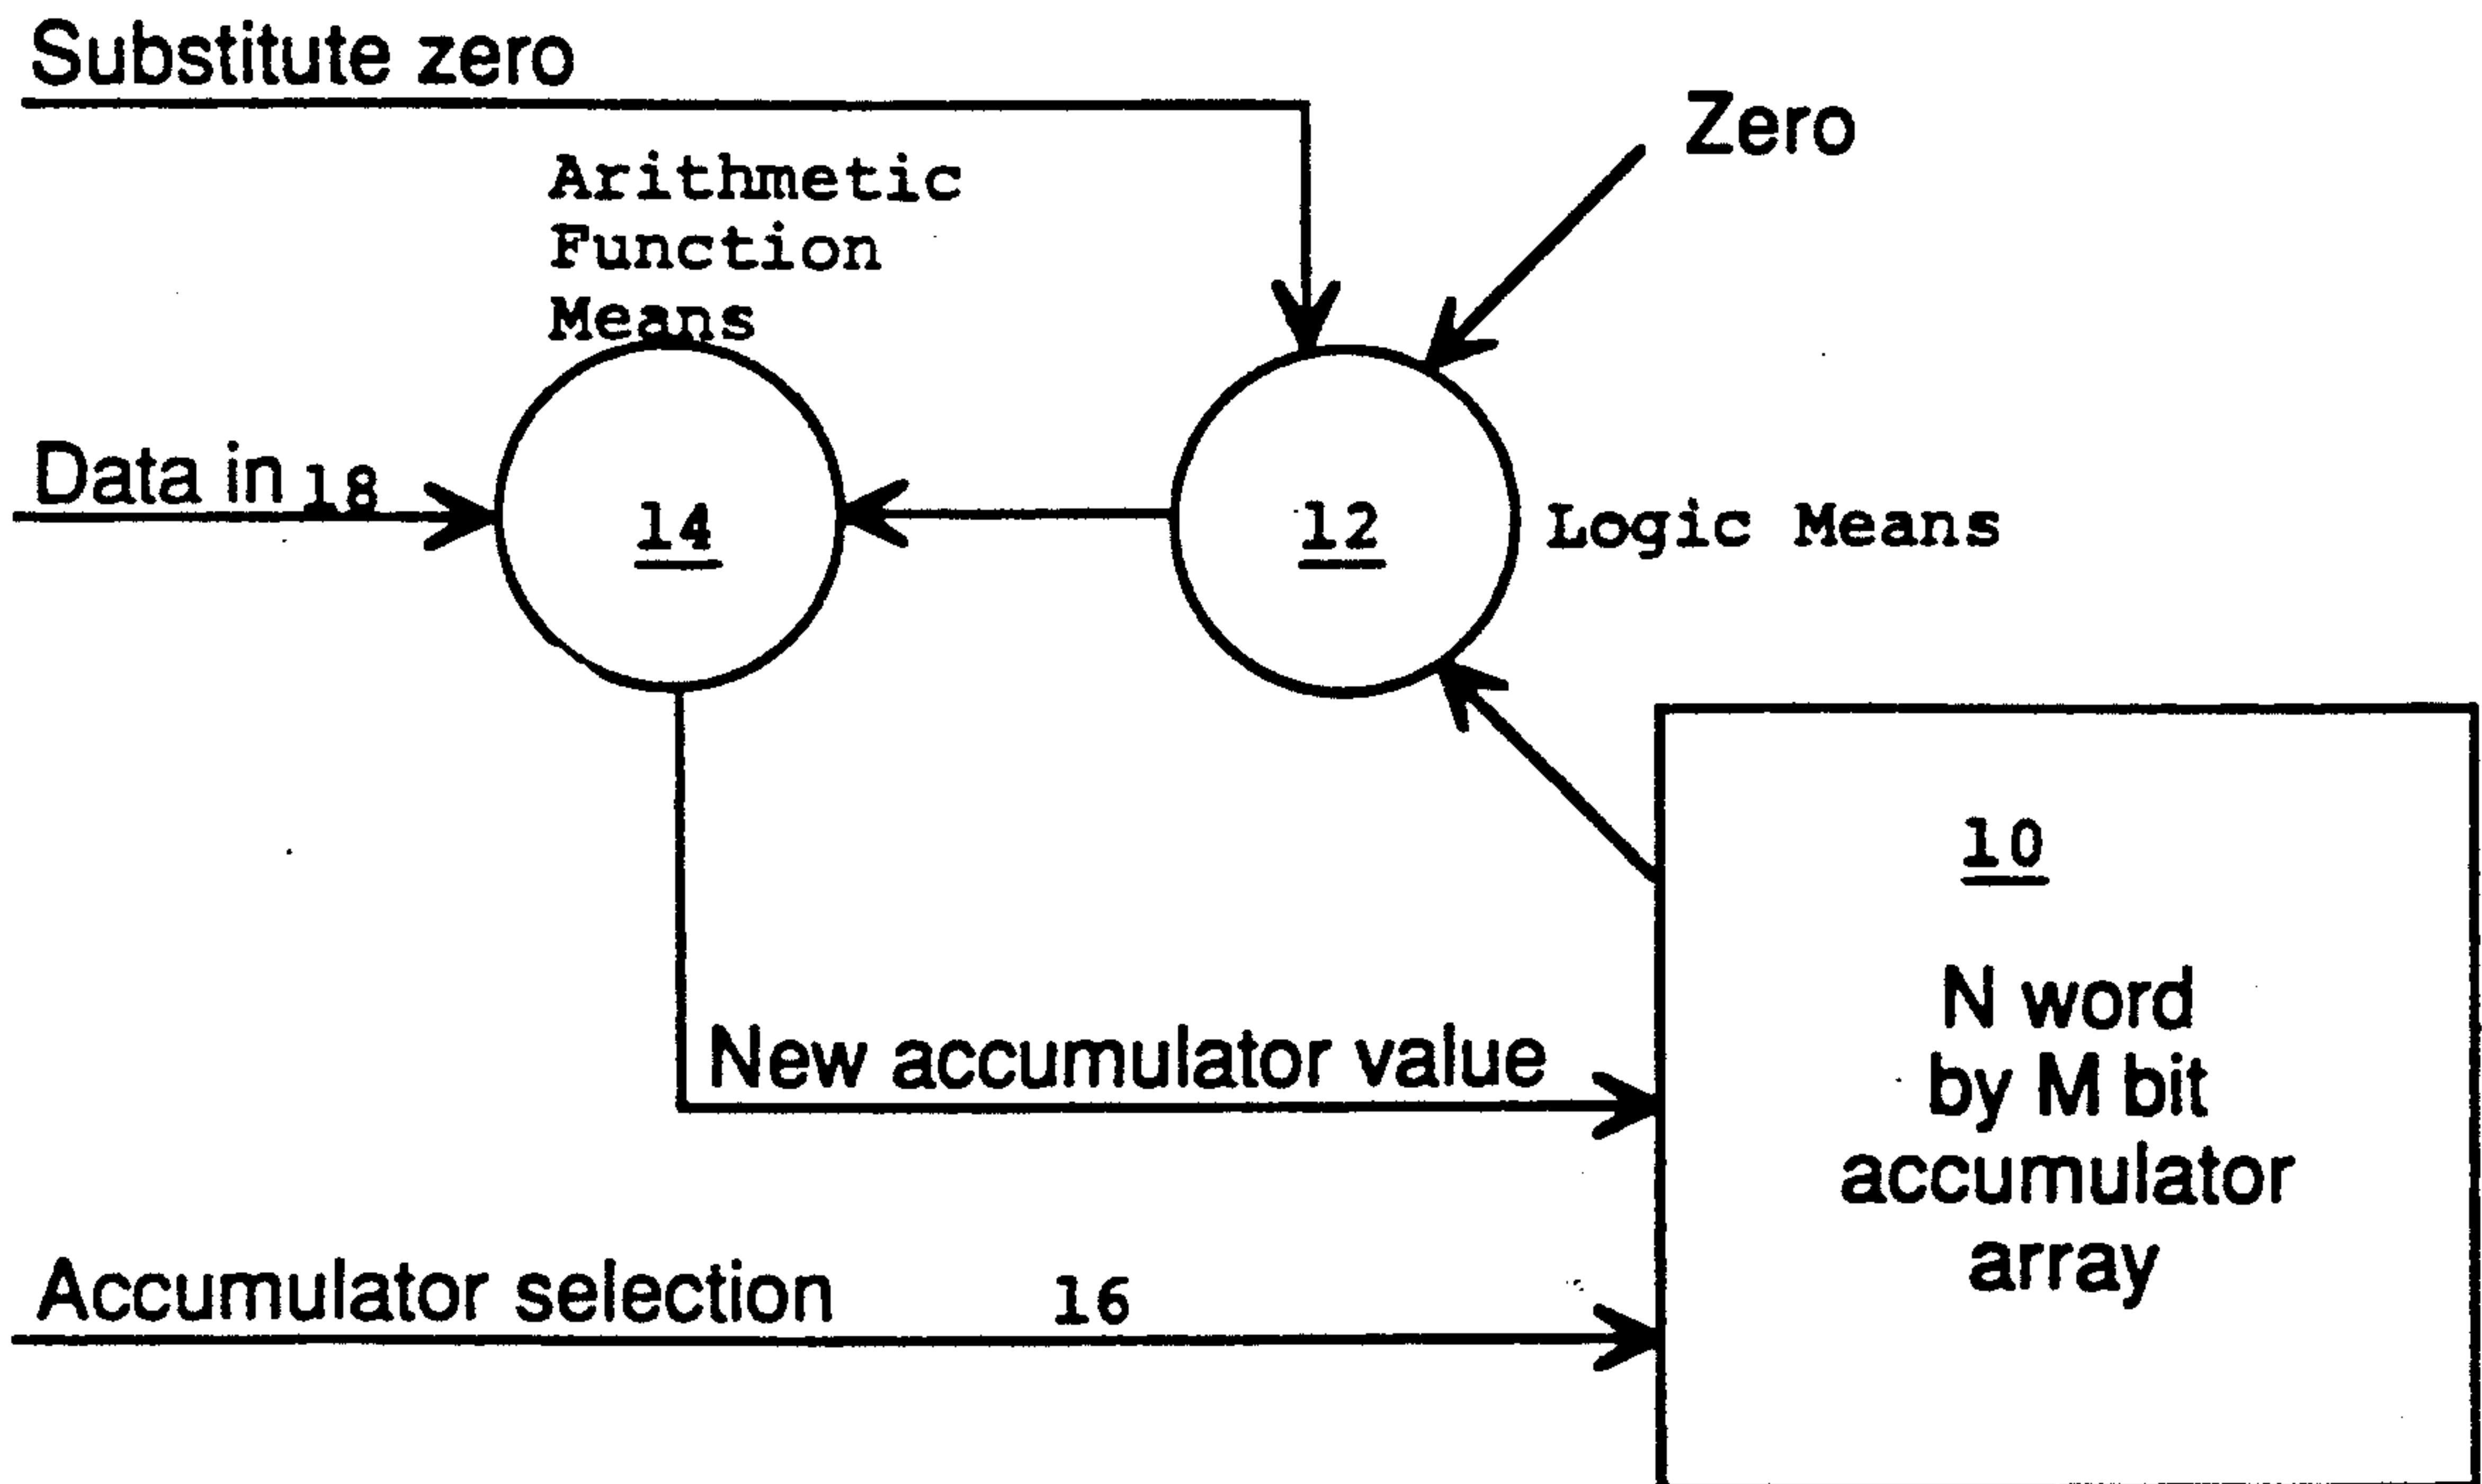 Substitute zero
Zero
Arithmetic
Function
Means
Data in 18
14
12
Logic Means
10
N word
by M bit
accumulator
array
New accumulator value
Accumulator selection 16